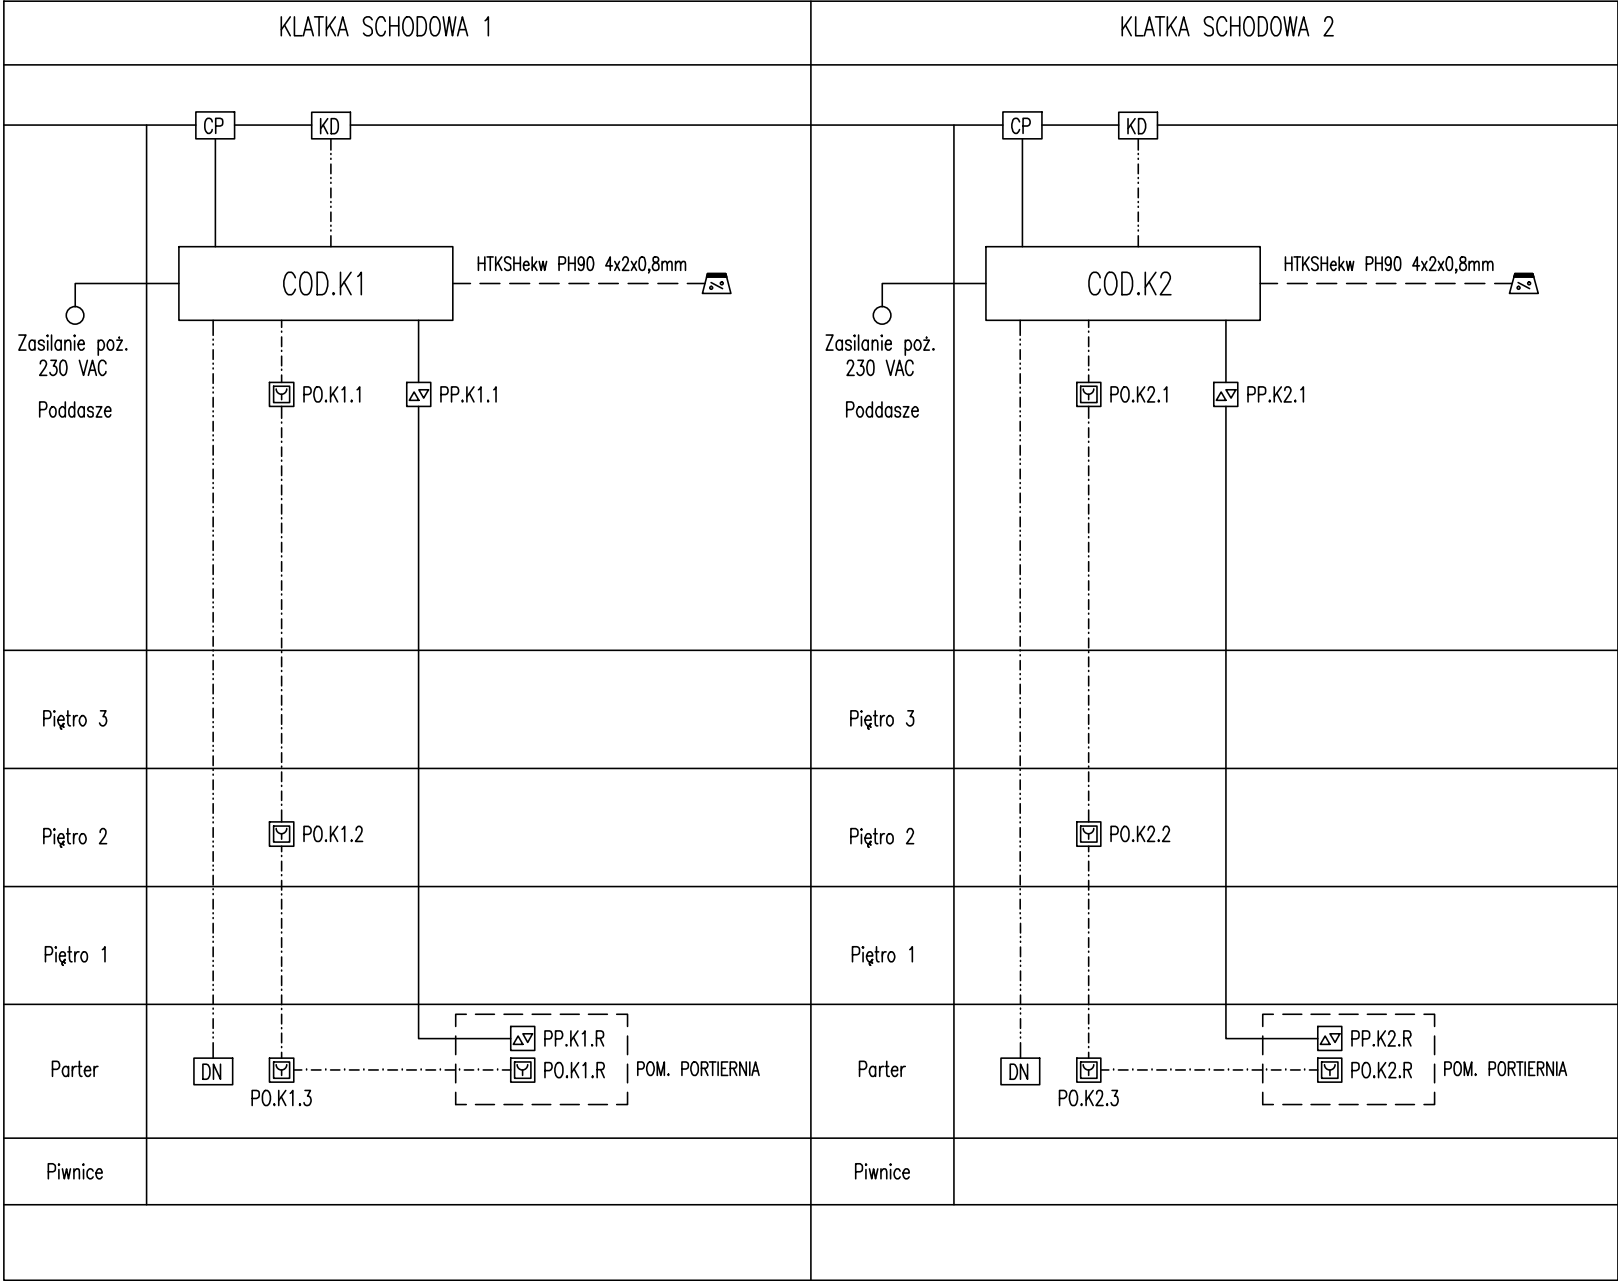 KLATKA SCHODOWA 1
CP
KD
COD.K1
HTKSHekw PH90 4x2x0,8mm
Zasilanie poż.
230 VAC
Poddasze
PO.K1.1
PP.K1.1
Piętro 3
Piętro 2
PO.K1.2
Piętro 1
Parter
DN
PO.K1.3
PP.K1.R
PO.K1.R
POM. PORTIERNIA
Piwnice
KLATKA SCHODOWA 2
CP
KD
COD.K2
HTKSHekw PH90 4x2x0,8mm
Zasilanie poż.
230 VAC
Poddasze
PO.K2.1
PP.K2.1
Piętro 3
Piętro 2
PO.K2.2
Piętro 1
Parter
DN
PO.K2.3
PP.K2.R
PO.K2.R
POM. PORTIERNIA
Piwnice